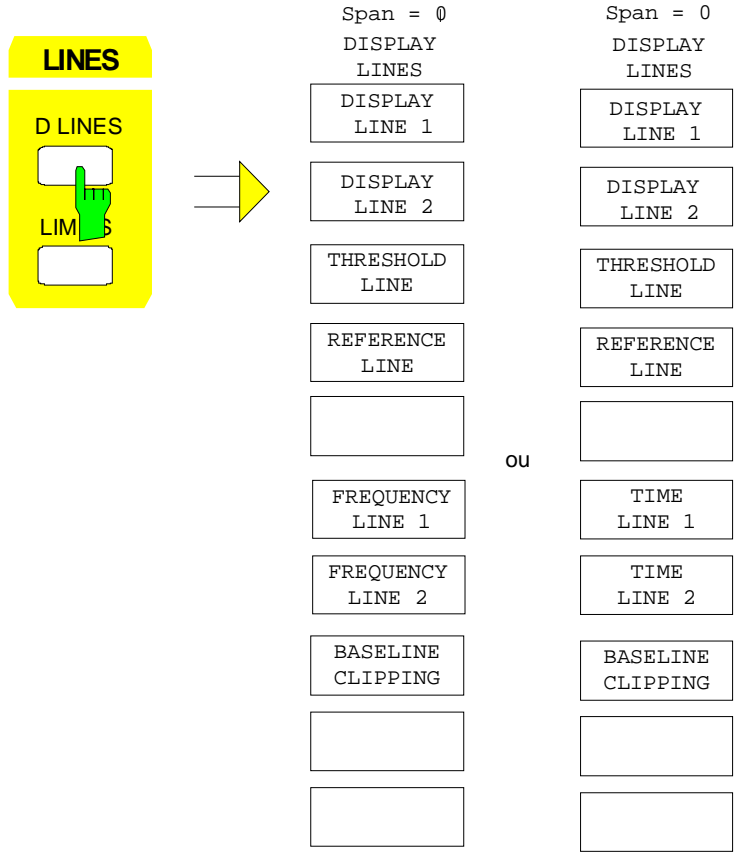 LINES
D LINES
LIMITS
Span = 0
DISPLAY
LINES
DISPLAY
LINE 1
DISPLAY
LINE 2
THRESHOLD
LINE
REFERENCE
LINE
FREQUENCY
LINE 1
FREQUENCY
LINE 2
BASELINE
CLIPPING
ou
Span = 0
DISPLAY
LINES
DISPLAY
LINE 1
DISPLAY
LINE 2
THRESHOLD
LINE
REFERENCE
LINE
TIME
LINE 1
TIME
LINE 2
BASELINE
CLIPPING